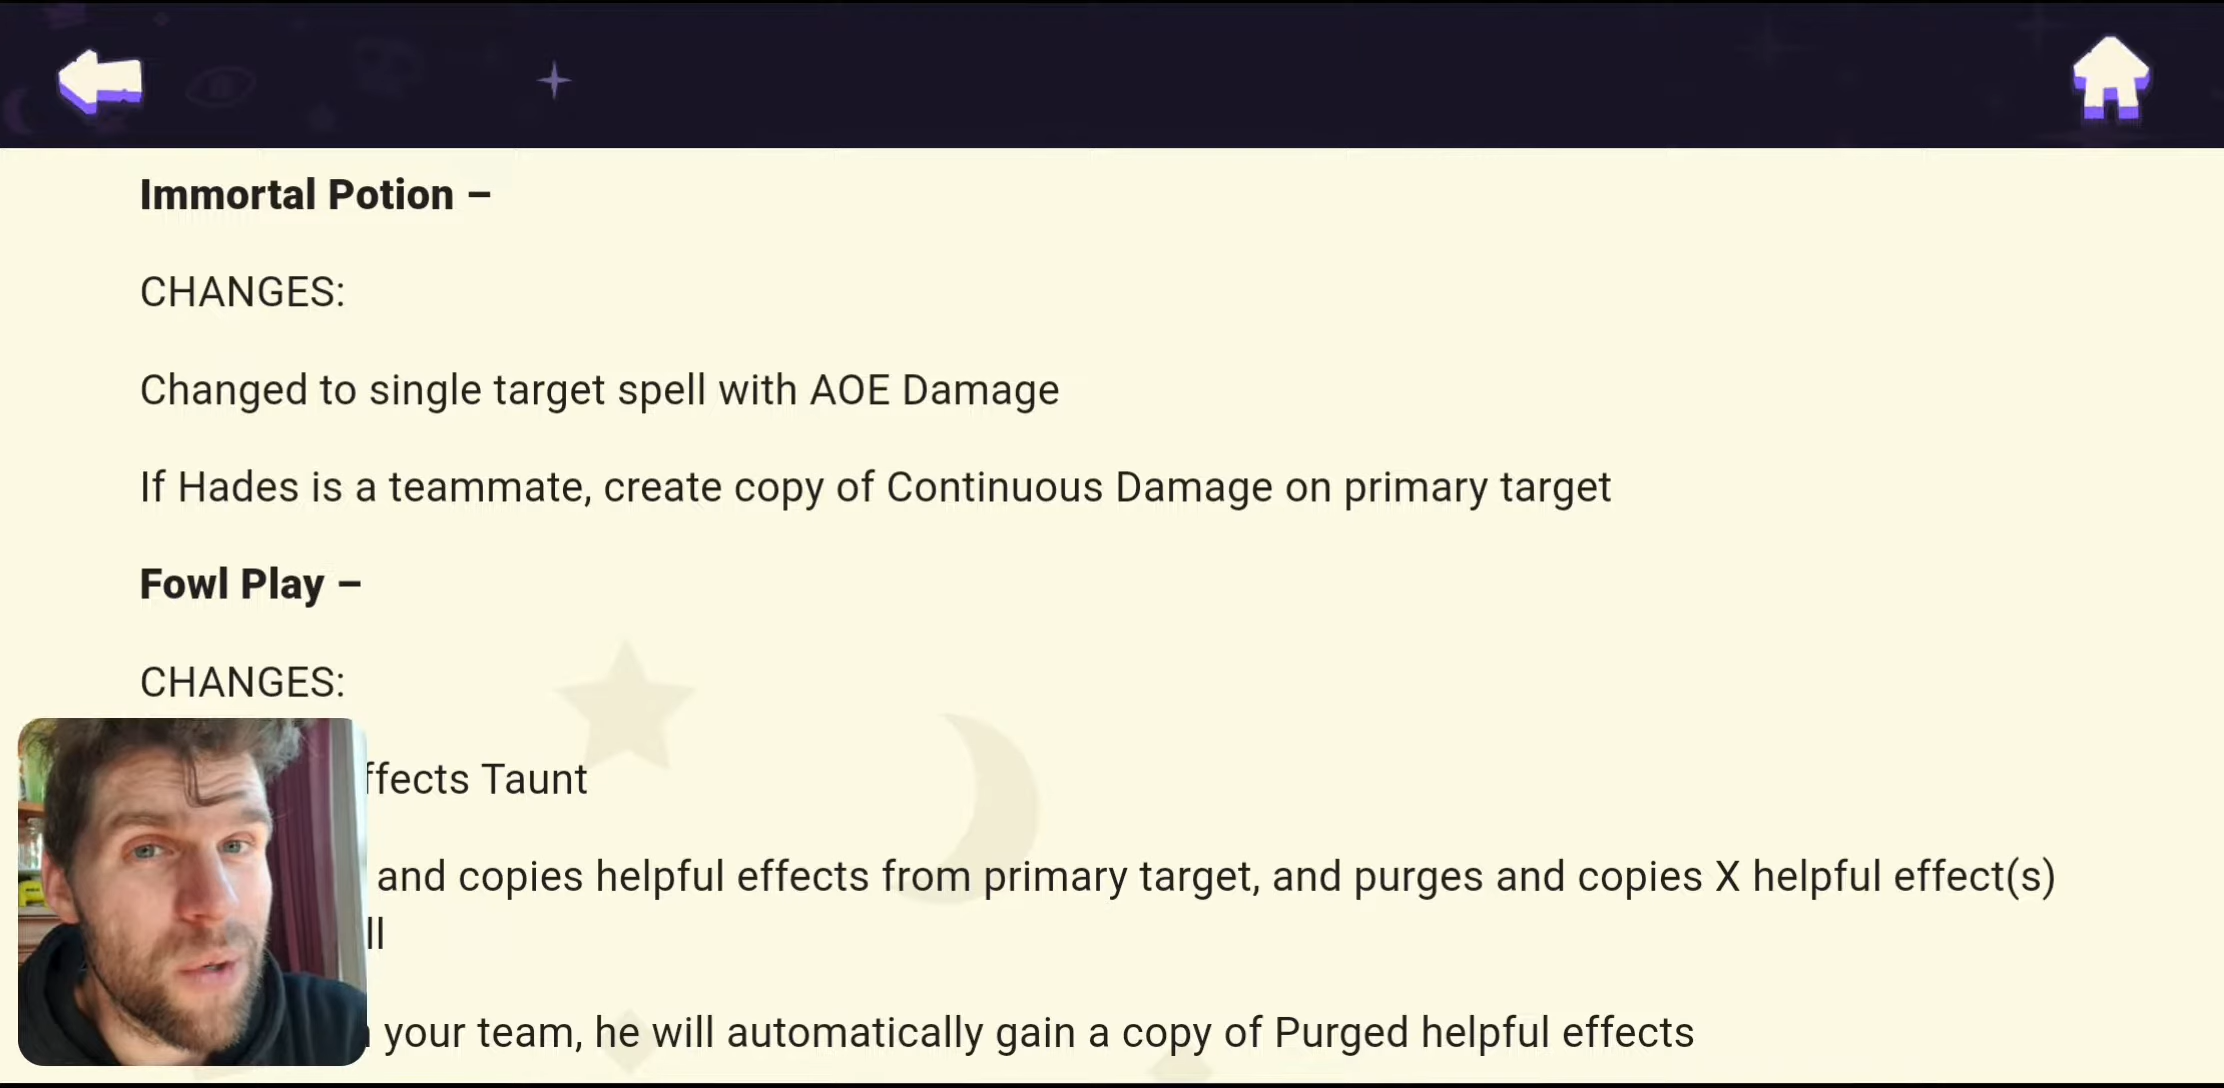 Immortal Potion –
CHANGES:
Changed to single target spell with AOE Damage
If Hades is a teammate, create copy of Continuous Damage on primary target
Fowl Play –
CHANGES:
ffects Taunt
and copies helpful effects from primary target, and purges and copies X helpful effect(s)
ll
your team, he will automatically gain a copy of Purged helpful effects